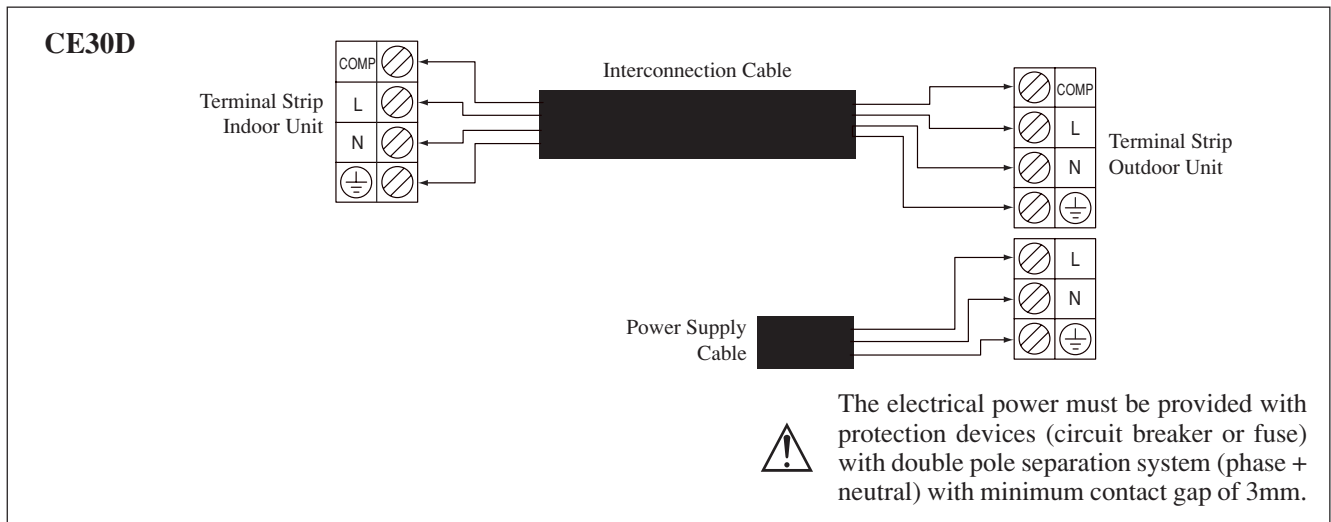 CE30D
COMP
L
N
Terminal Strip
Indoor Unit
Interconnection Cable
COMP
L
N
Terminal Strip
Outdoor Unit
L
N
Power Supply
Cable
The electrical power must be provided with
protection devices (circuit breaker or fuse)
with double pole separation system (phase +
neutral) with minimum contact gap of 3mm.